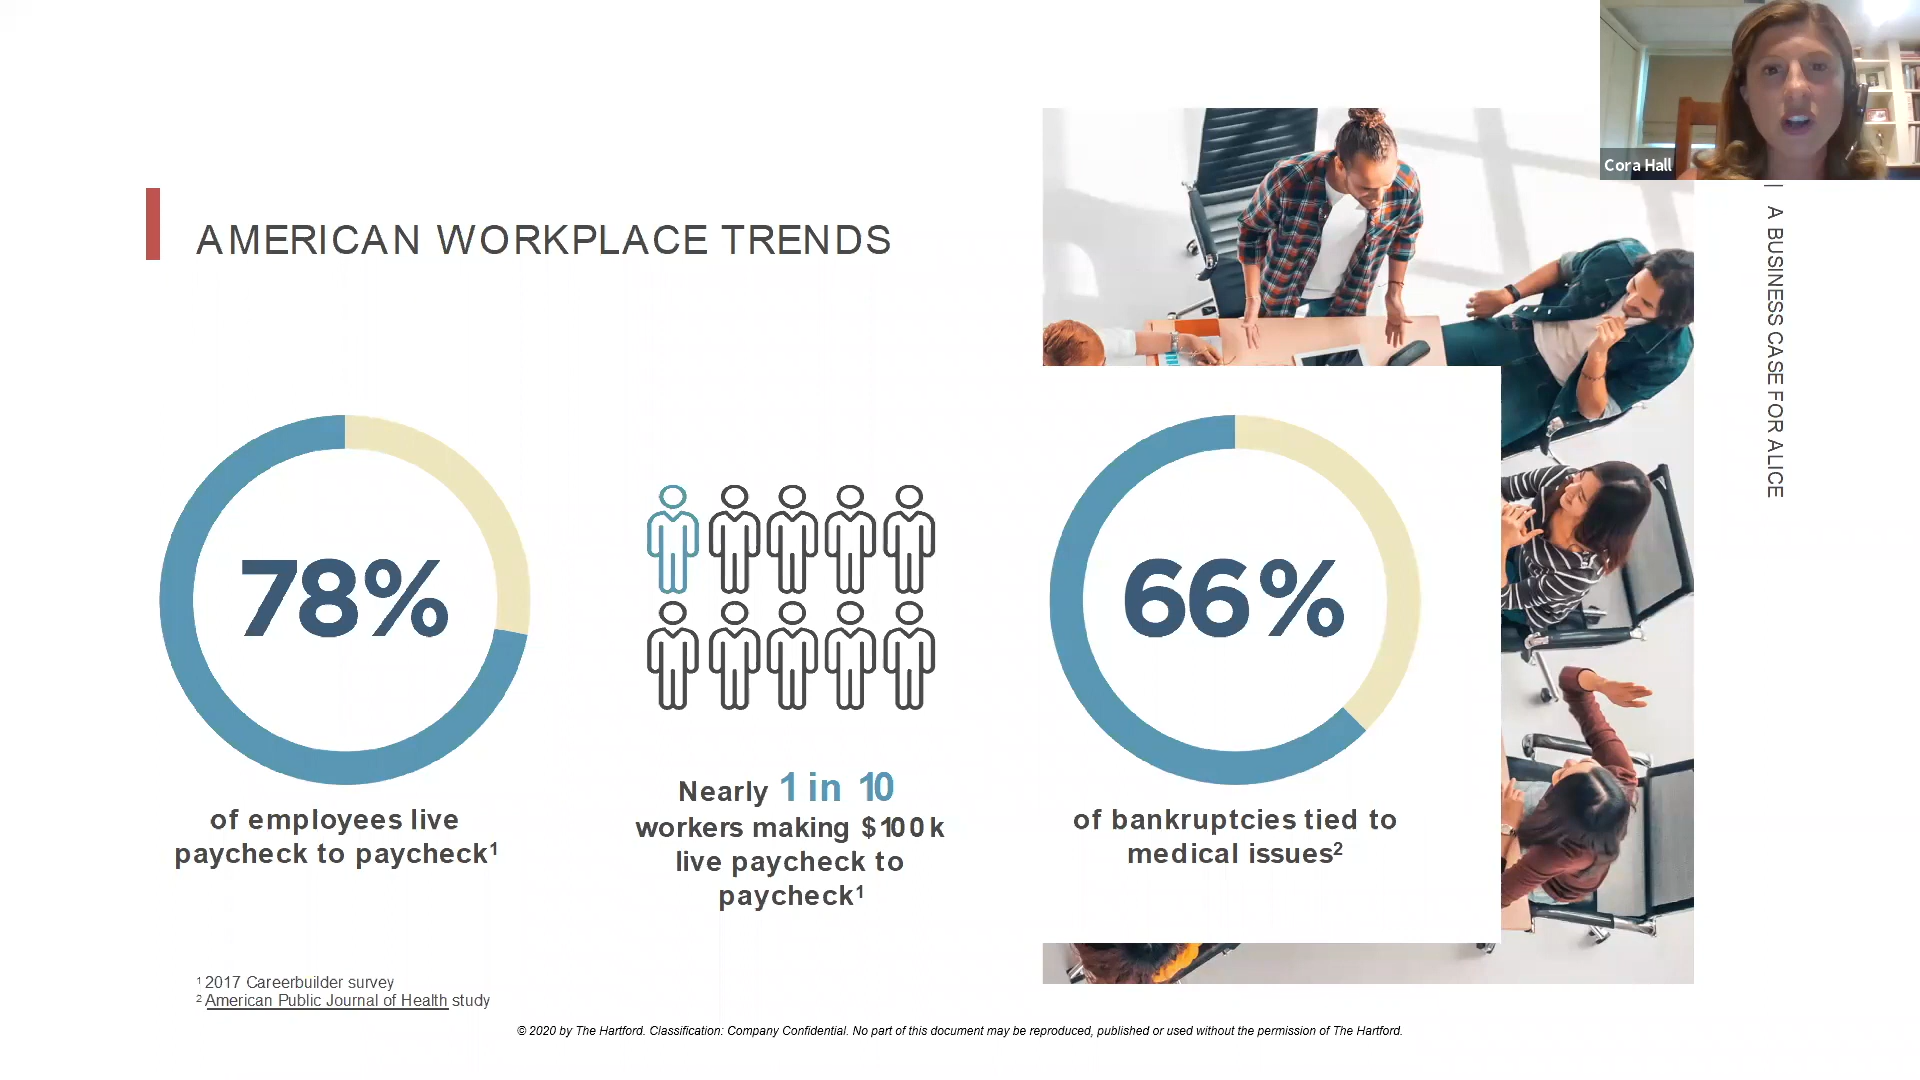 Cora Hall
| A BUSINESS CASE FOR ALICE
AMERICAN WORKPLACE TRENDS
78%
of employees live
paycheck to paycheck¹
Nearly 1 in 10
workers making $100k
live paycheck to
paycheck¹
66%
of bankruptcies tied to
medical issues²
¹ 2017 Careerbuilder survey
² American Public Journal of Health study
© 2020 by The Hartford. Classification: Company Confidential. No part of this document may be reproduced, published or used without the permission of The Hartford.